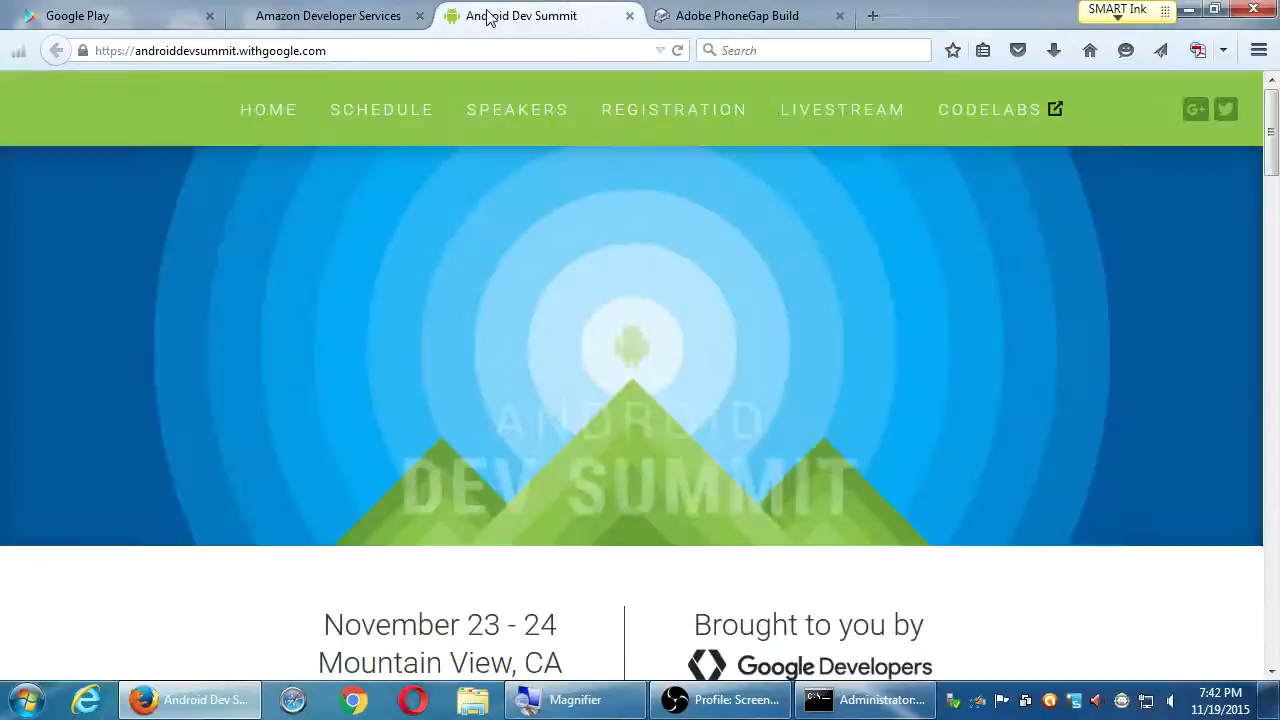 Google Play
Amazon Developer Services
Android Dev Summit
Adobe PhoneGap Build
SMART Ink
https://androiddevsummit.withgoogle.com
Search
HOME SCHEDULE SPEAKERS REGISTRATION LIVESTREAM CODELABS
G+
ANDROID
DEV SUMMIT
November 23 - 24
Mountain View, CA
Brought to you by
Google Developers
Android Dev S...
Magnifier
Profile: Screen...
Administrator:...
7:42 PM
11/19/2015